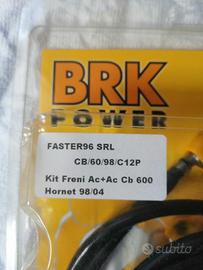 BRK
POWER
FASTER96 SRL
CB/60/98/C12P
Kit Freni Ac+Ac Cb 600
Hornet 98/04
subito